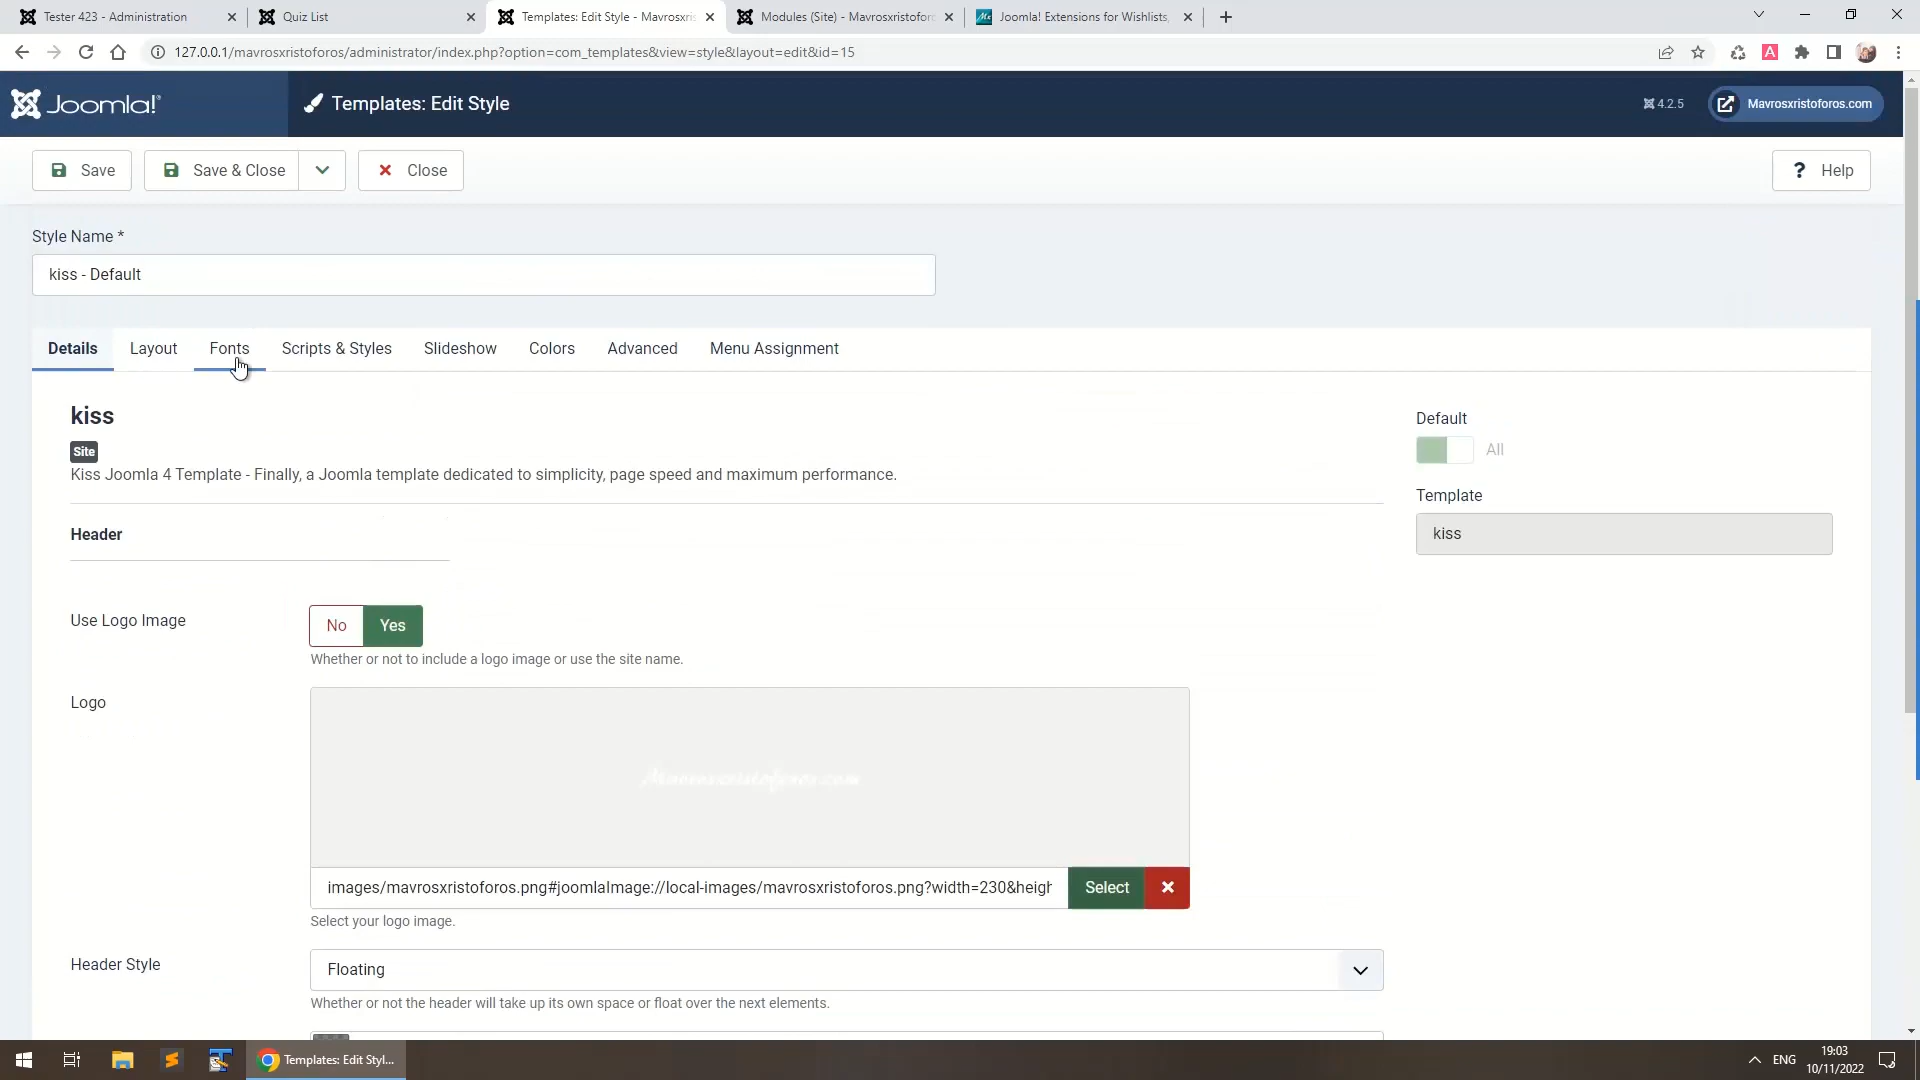 Tester 423 - Administration
Quiz List
Templates: Edit Style - Mavrosxris
Modules (Site) - Mavrosxristofor
Joomla! Extensions for Wishlists,
127.0.0.1/mavrosxristoforos/administrator/index.php?option=com_templates&view=style&layout=edit&id=15
Joomla!
Templates: Edit Style
4.2.5
Mavrosxristoforos.com
Save
Save & Close
Close
? Help
Style Name *
kiss - Default
Details
Layout
Fonts
Scripts & Styles
Slideshow
Colors
Advanced
Menu Assignment
kiss
Site
Kiss Joomla 4 Template - Finally, a Joomla template dedicated to simplicity, page speed and maximum performance.
Default
All
Template
kiss
Header
Use Logo Image
No
Yes
Whether or not to include a logo image or use the site name.
Logo
Mavrosxristoforos.com
images/mavrosxristoforos.png#joomlaImage://local-images/mavrosxristoforos.png?width=230&heigh
Select
Select your logo image.
Header Style
Floating
Whether or not the header will take up its own space or float over the next elements.
Templates: Edit Styl...
ENG
19:03
10/11/2022